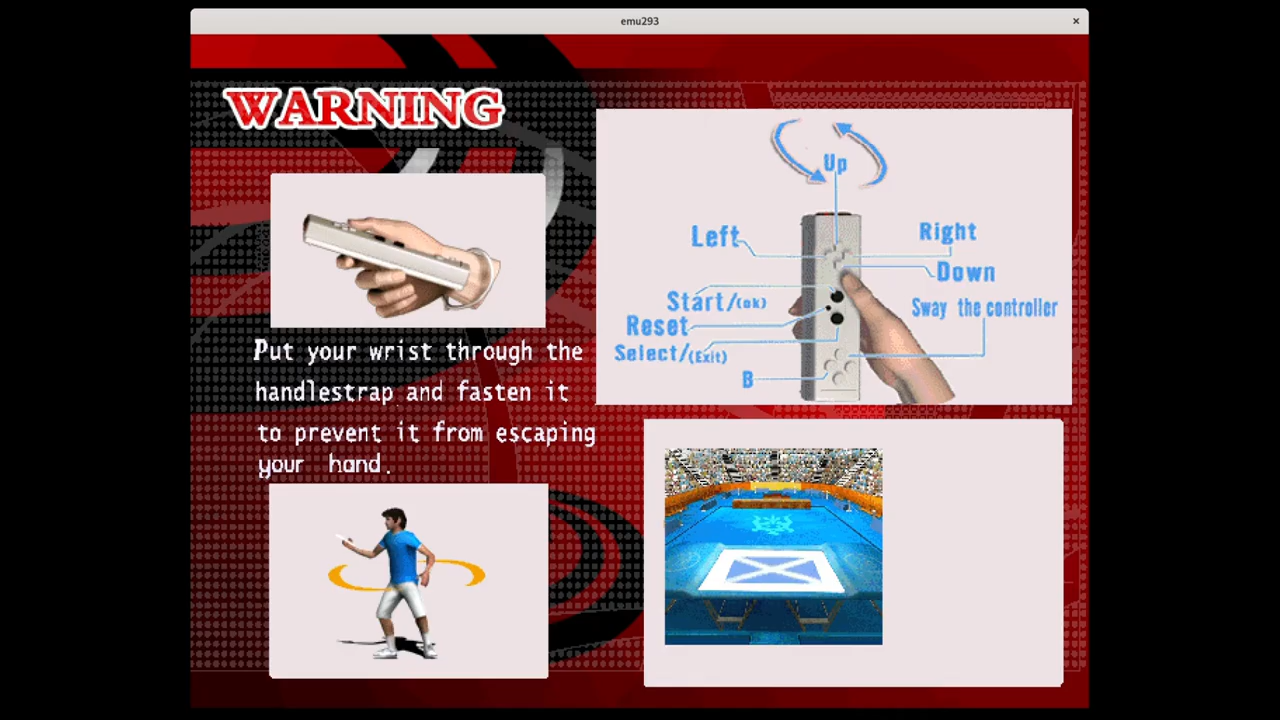 emu293
WARNING
Put your wrist through the
handlestrap and fasten it
to prevent it from escaping
your hand.
Up
Left
Right
Down
Start/(ok)
Sway the controller
Reset
Select/(Exit)
B